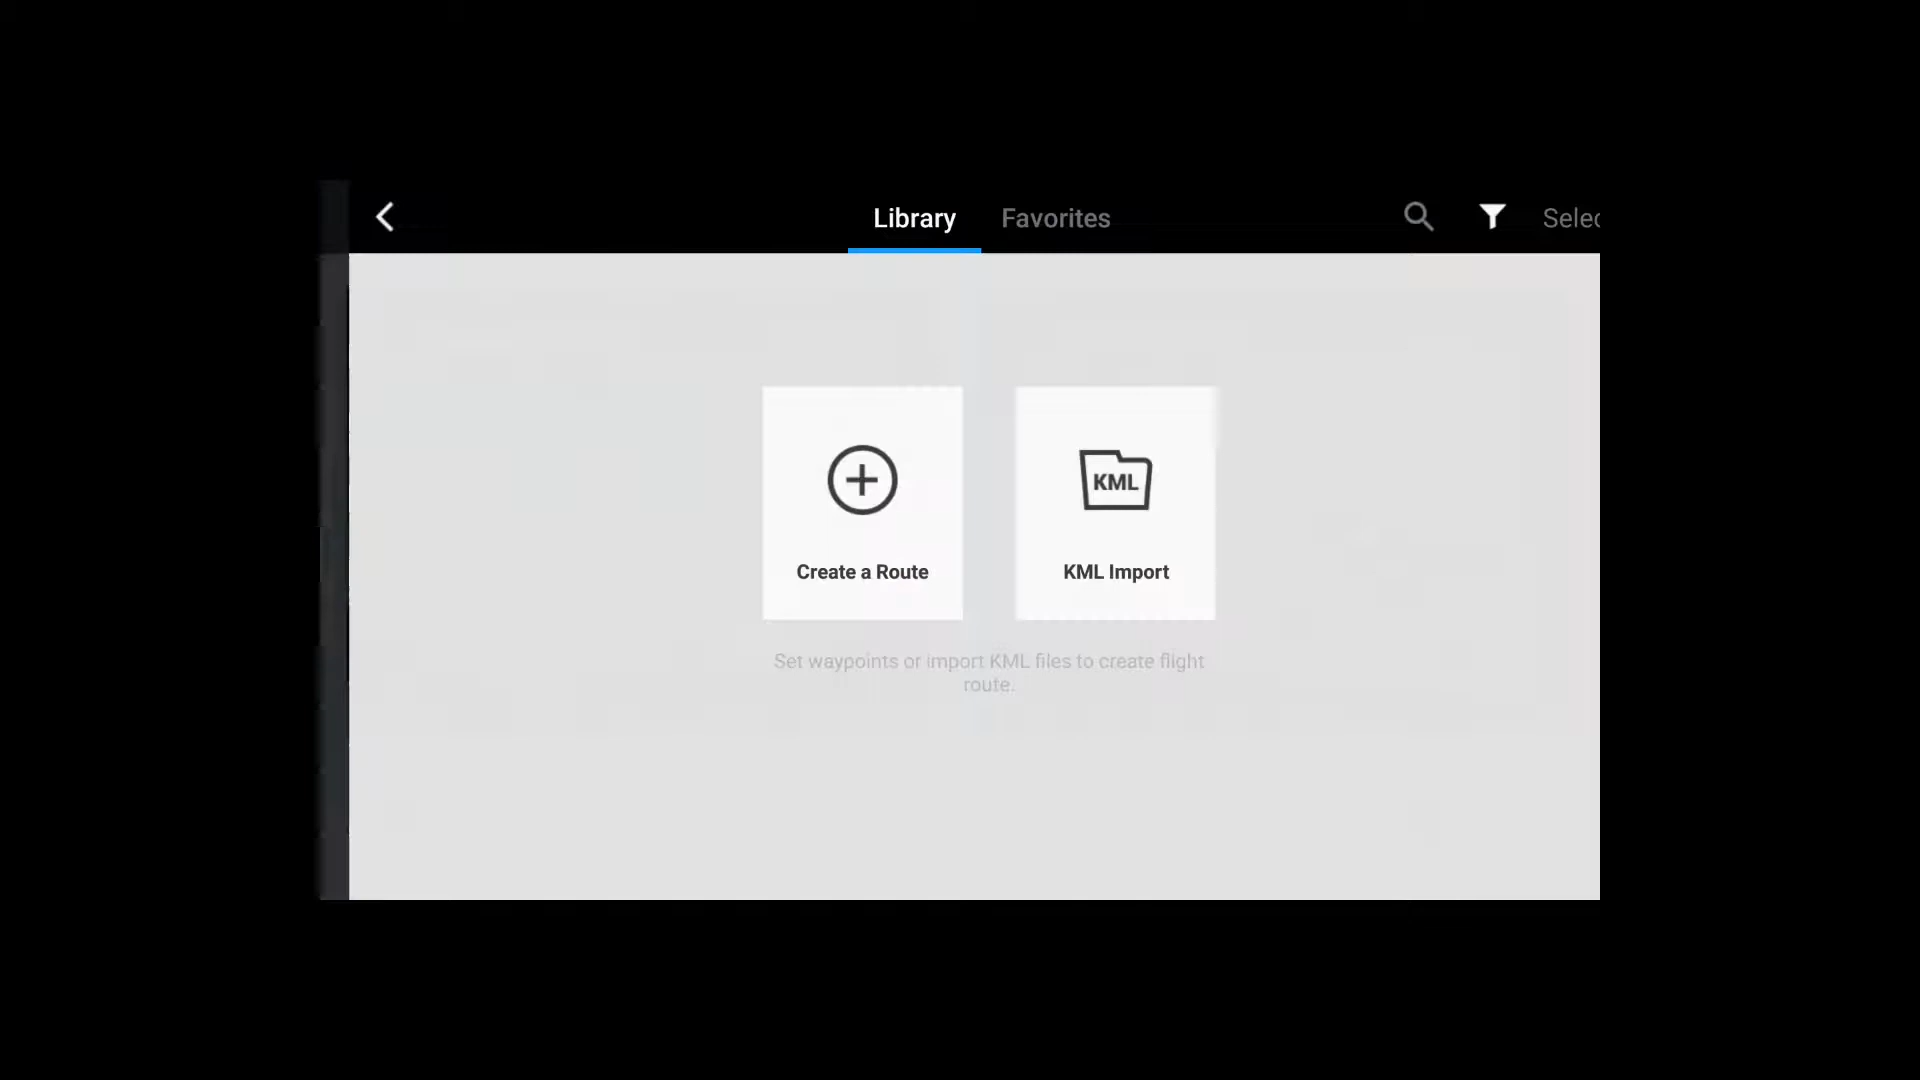 Library Favorites Selec
KML
Create a Route KML Import
Set waypoints or import KML files to create flight
route.